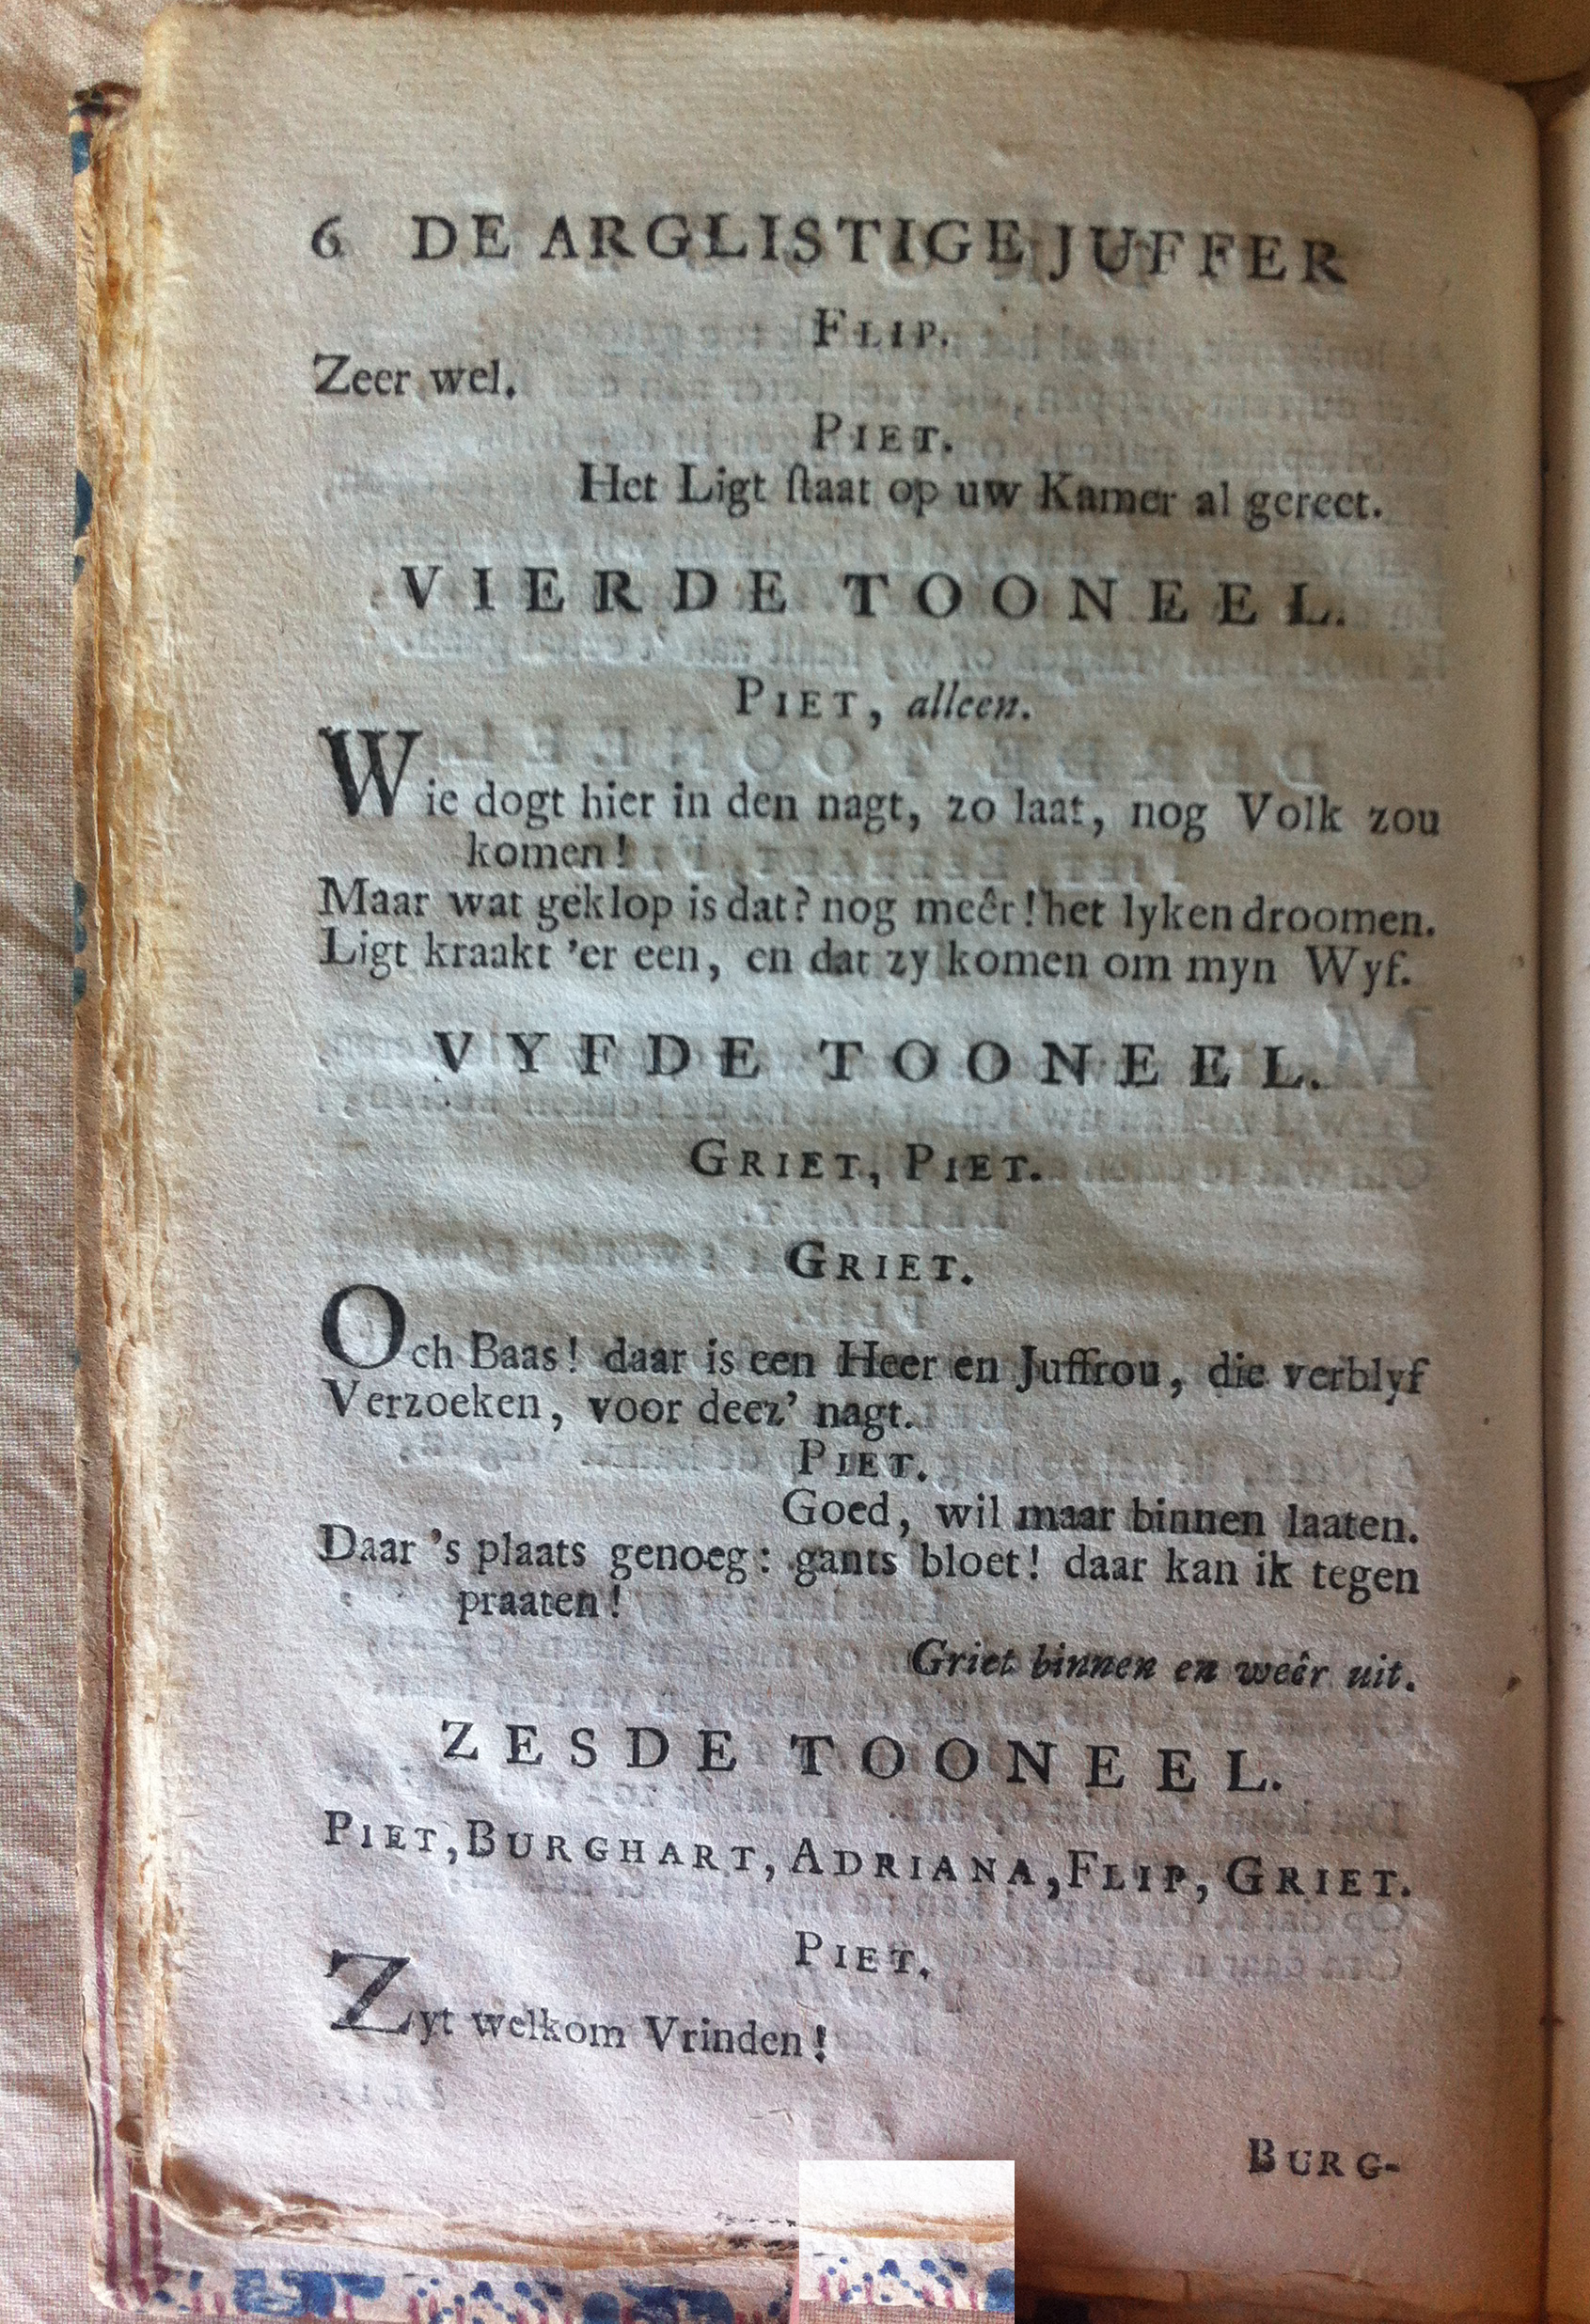 6 DE ARGLISTIGE JUFFER
FLIP.
Zeer wel.
PIET.
Het Ligt ſtaat op uw Kamer al gereet.
VIERDE TOONEEL.
PIET, alleen.
Wie dogt hier in den nagt, zo laat, nog Volk zou
komen!
Maar wat geklop is dat? nog meêr! het lyken droomen.
Ligt kraakt 'er een, en dat zy komen om myn Wyf.
VYFDE TOONEEL.
GRIET, PIET.
GRIET.
Och Baas! daar is een Heer en Juffrou, die verblyf
Verzoeken, voor deez' nagt.
PIET.
Goed, wil maar binnen laaten.
Daar 's plaats genoeg: gants bloet! daar kan ik tegen
praaten!
Griet binnen en weêr uit.
ZESDE TOONEEL.
PIET, BURGHART, ADRIANA, FLIP, GRIET.
PIET.
Zyt welkom Vrinden!
BURG-